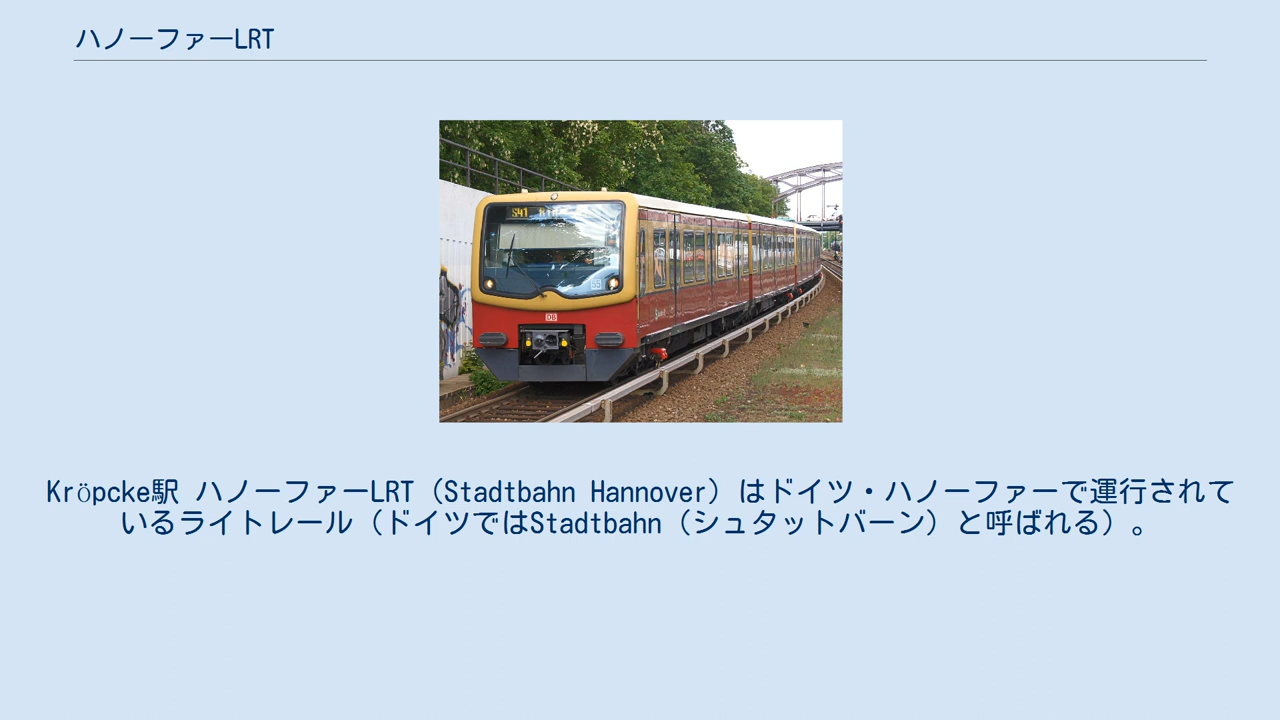 ハノーファーLRT
S41
DB
Kröpcke駅 ハノーファーLRT（Stadtbahn Hannover）はドイツ・ハノーファーで運行されて
いるライトレール（ドイツではStadtbahn（シュタットバーン）と呼ばれる）。